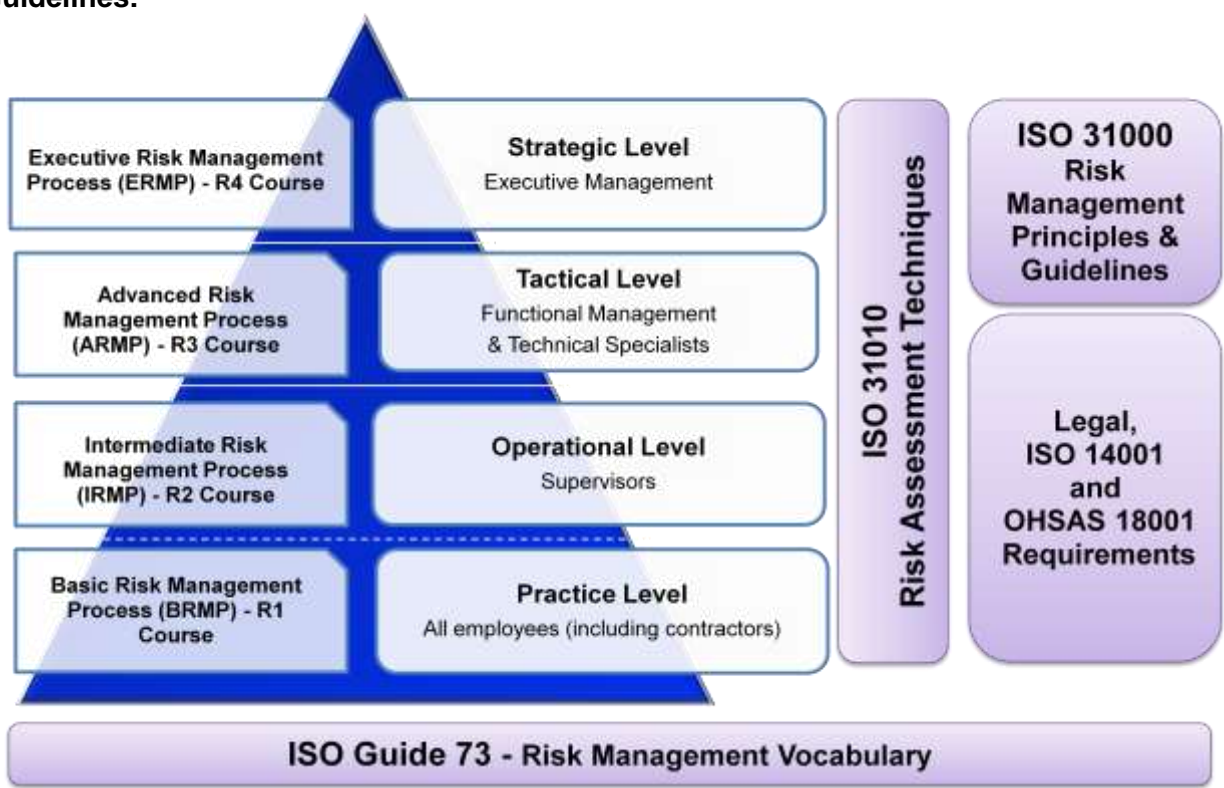 uidelines.
Executive Risk Management
Process (ERMP) - R4 Course
Strategic Level
Executive Management
Advanced Risk
Management Process
(ARMP) - R3 Course
Tactical Level
Functional Management
& Technical Specialists
Intermediate Risk
Management Process
(IRMP) - R2 Course
Operational Level
Supervisors
Basic Risk Management
Process (BRMP) - R1
Course
Practice Level
All employees (including contractors)
ISO 31010
Risk Assessment Techniques
ISO 31000
Risk
Management
Principles &
Guidelines
Legal,
ISO 14001
and
OHSAS 18001
Requirements
ISO Guide 73 - Risk Management Vocabulary